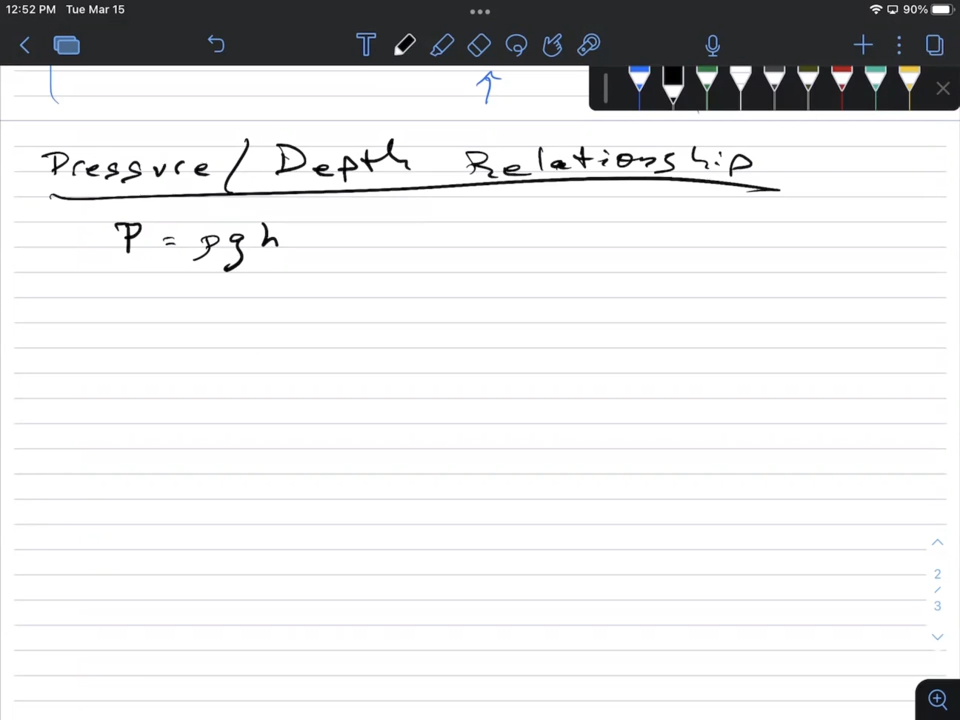 12:52 PM Tue Mar 15
90%
T
Pressure / Depth Relationship
P = ρgh
2
/
3